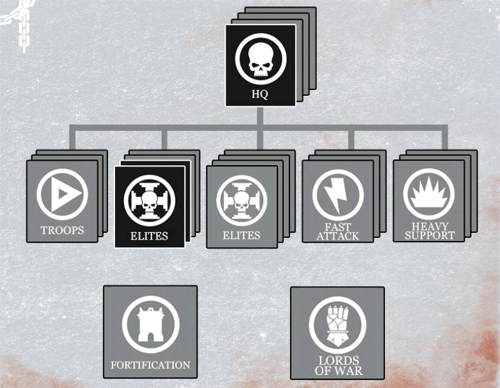 HQ
TROOPS
ELITES
ELITES
FAST
ATTACK
HEAVY
SUPPORT
FORTIFICATION
LORDS
OF WAR